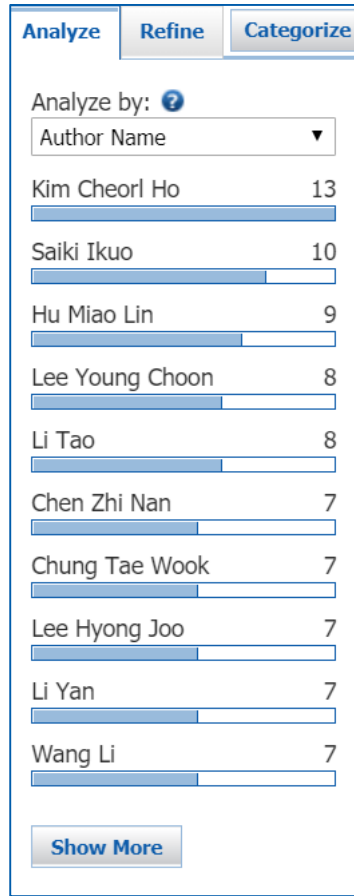 Analyze Refine Categorize
Analyze by: ?
Author Name
Kim Cheorl Ho 13
Saiki Ikuo 10
Hu Miao Lin 9
Lee Young Choon 8
Li Tao 8
Chen Zhi Nan 7
Chung Tae Wook 7
Lee Hyong Joo 7
Li Yan 7
Wang Li 7
Show More